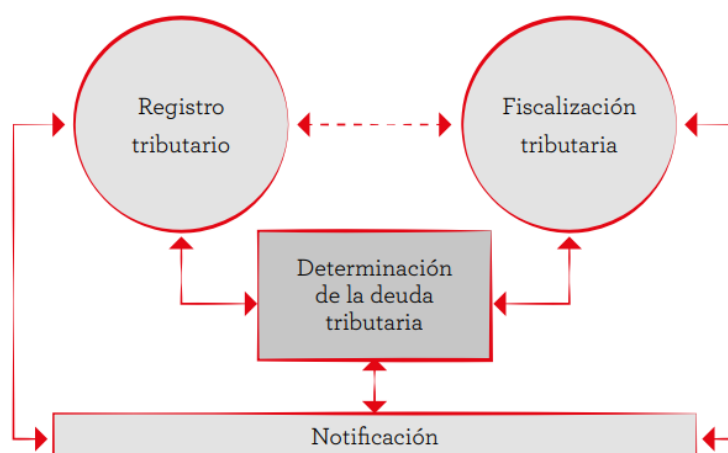 Registro
tributario
Fiscalización
tributaria
Determinación
de la deuda
tributaria
Notificación